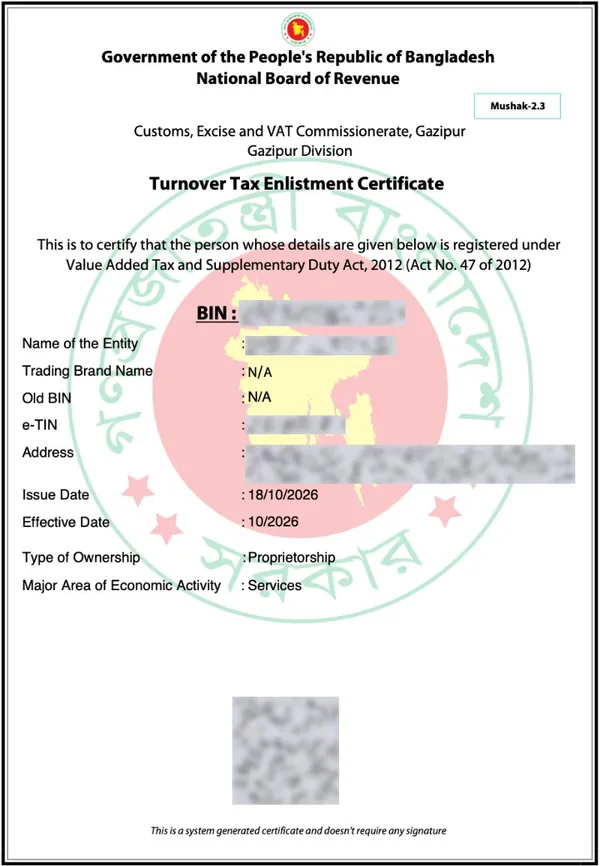 Government of the People's Republic of Bangladesh
National Board of Revenue
Mushak-2.3
Customs, Excise and VAT Commissionerate, Gazipur
Gazipur Division
Turnover Tax Enlistment Certificate
This is to certify that the person whose details are given below is registered under
Value Added Tax and Supplementary Duty Act, 2012 (Act No. 47 of 2012)
BIN :
Name of the Entity :
Trading Brand Name : N/A
Old BIN : N/A
e-TIN :
Address :
Issue Date : 18/10/2026
Effective Date : 10/2026
Type of Ownership : Proprietorship
Major Area of Economic Activity : Services
গণপ্রজাতন্ত্রী বাংলাদেশ
সরকার
This is a system generated certificate and doesn't require any signature